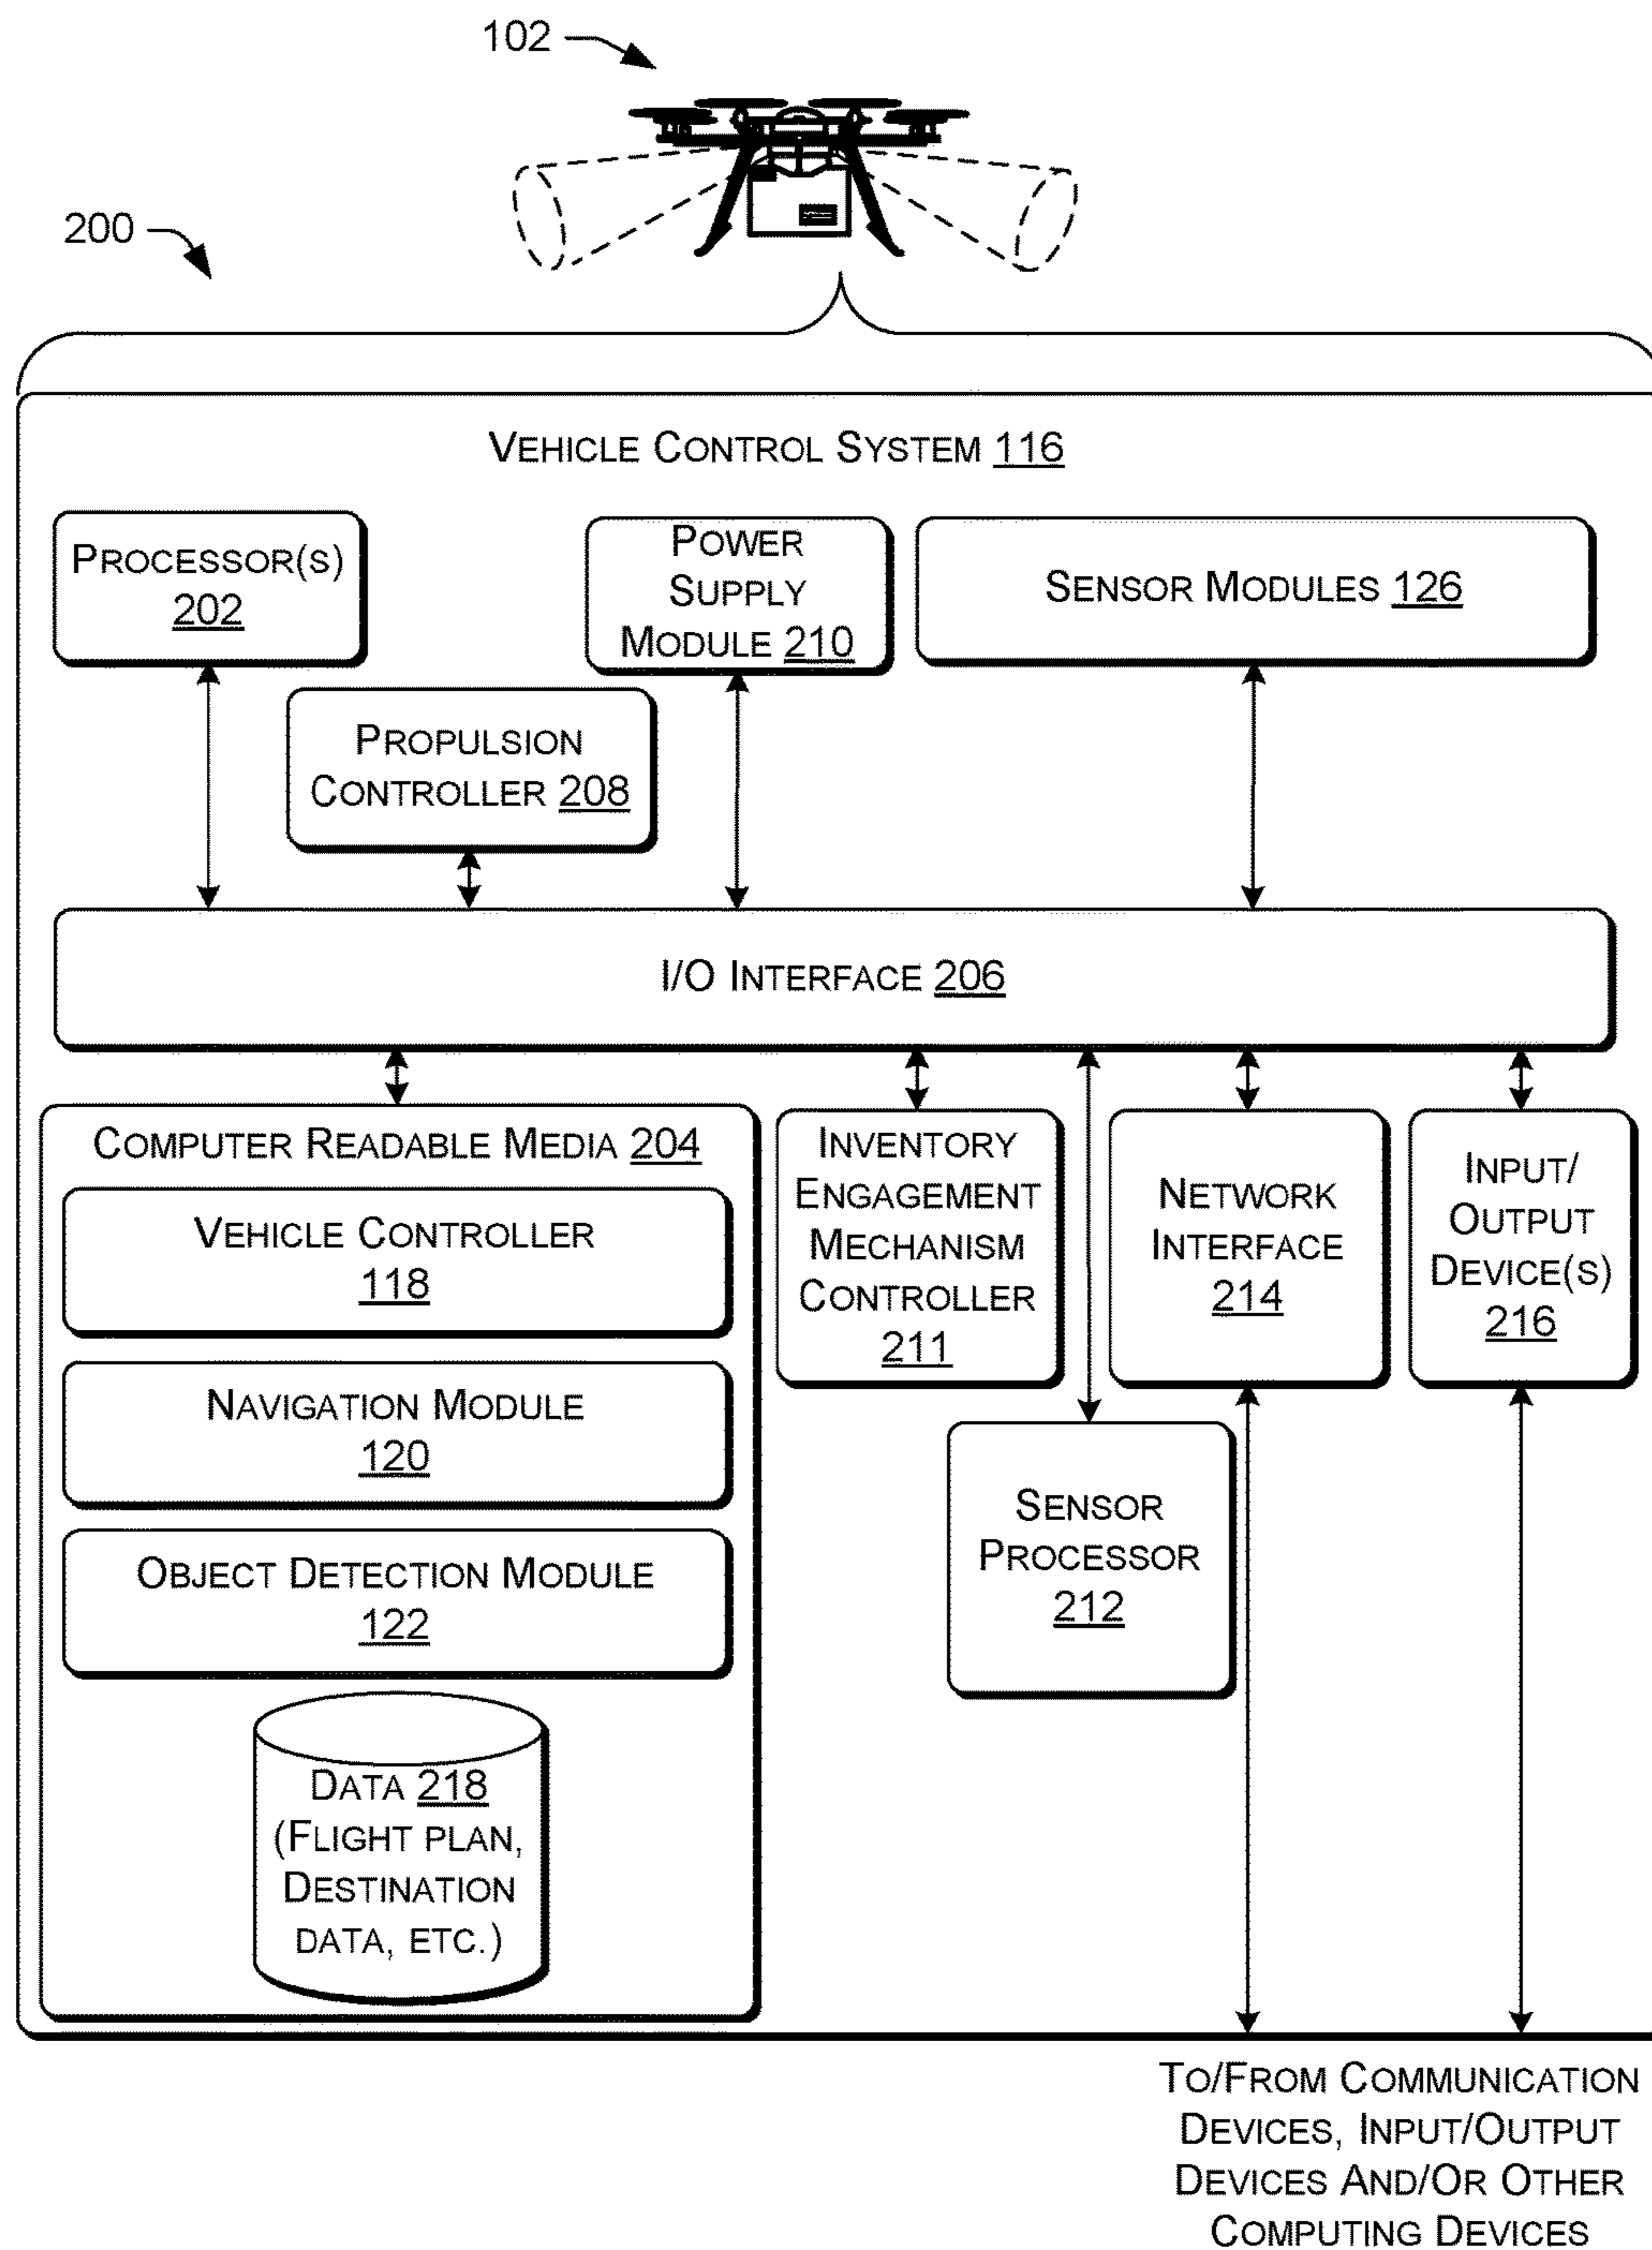 102
200
VEHICLE CONTROL SYSTEM 116
PROCESSOR(S)
202
POWER
SUPPLY
MODULE 210
SENSOR MODULES 126
PROPULSION
CONTROLLER 208
I/O INTERFACE 206
COMPUTER READABLE MEDIA 204
VEHICLE CONTROLLER
118
NAVIGATION MODULE
120
OBJECT DETECTION MODULE
122
DATA 218
(FLIGHT PLAN,
DESTINATION
DATA, ETC.)
INVENTORY
ENGAGEMENT
MECHANISM
CONTROLLER
211
SENSOR
PROCESSOR
212
NETWORK
INTERFACE
214
INPUT/
OUTPUT
DEVICE(S)
216
TO/FROM COMMUNICATION
DEVICES, INPUT/OUTPUT
DEVICES AND/OR OTHER
COMPUTING DEVICES